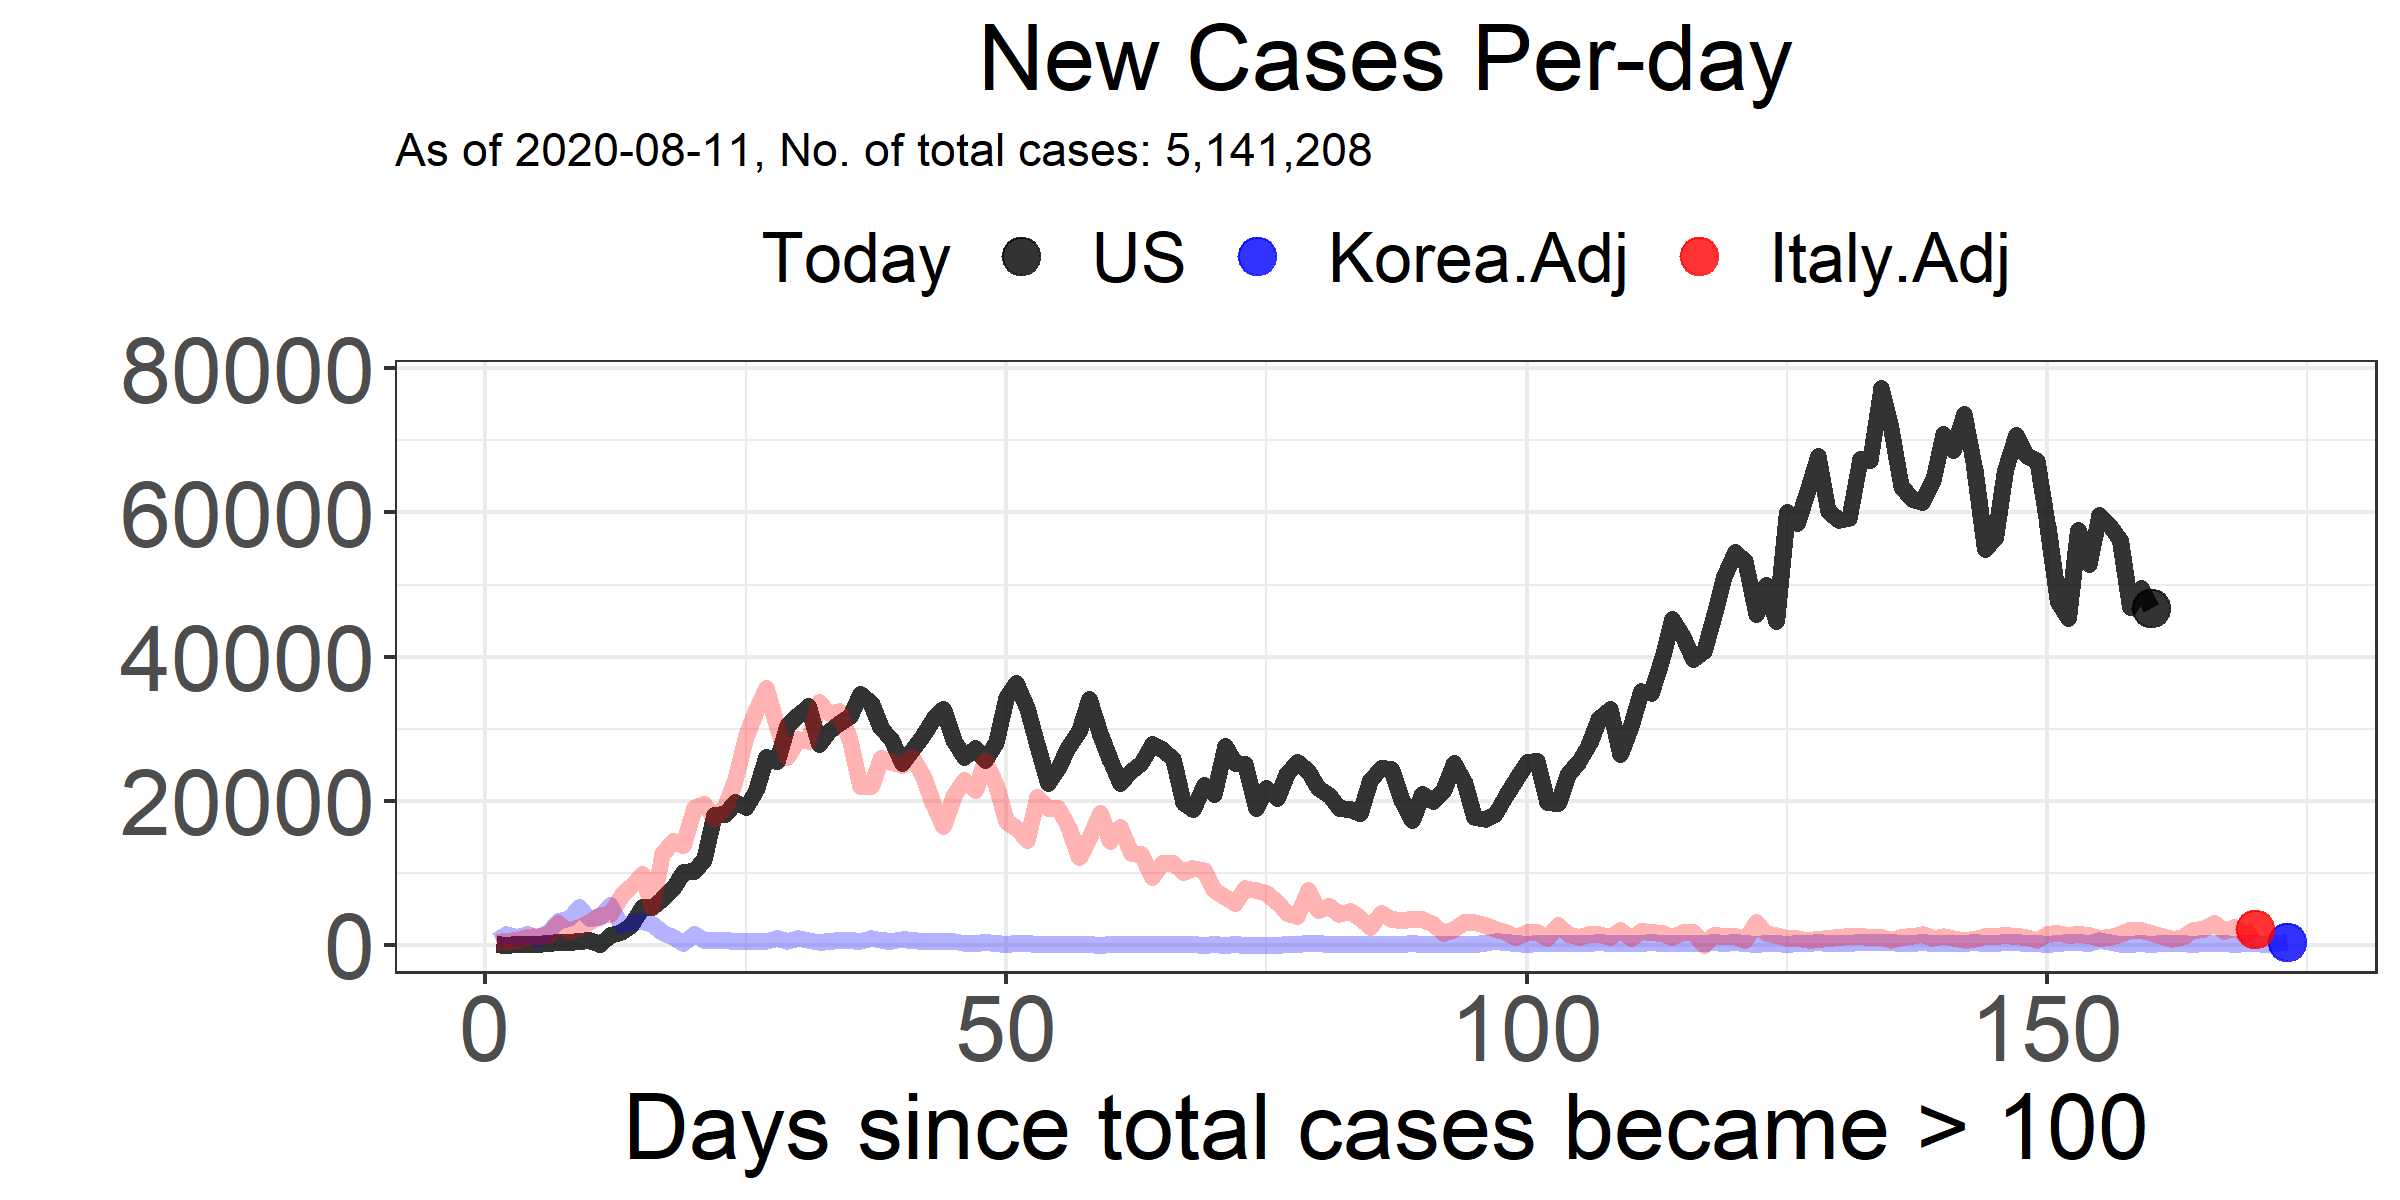 New Cases Per-day
As of 2020-08-11, No. of total cases: 5,141,208
Today US Korea.Adj Italy.Adj
80000
60000
40000
20000
0
0 50 100 150
Days since total cases became > 100